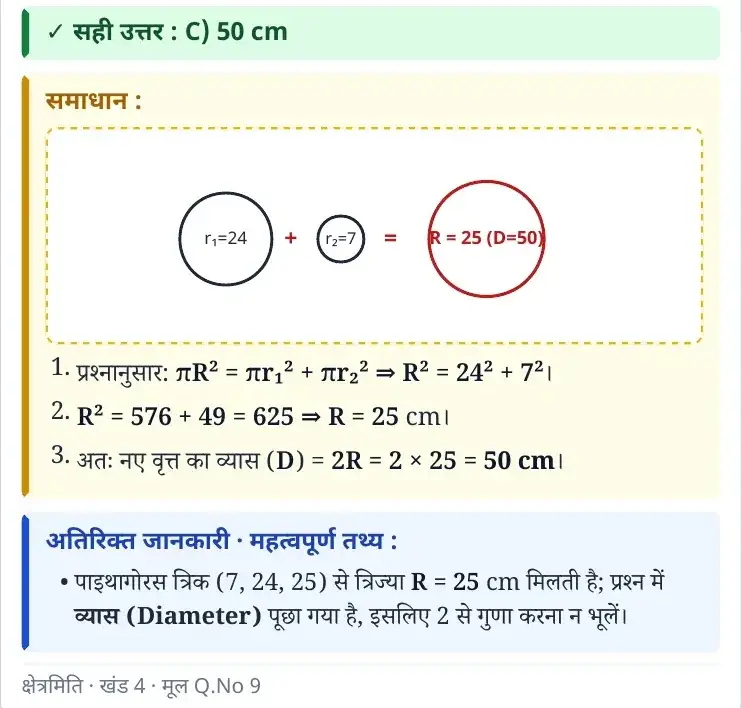 ✓ सही उत्तर : C) 50 cm
समाधान :
r₁=24 + r₂=7 = R = 25 (D=50)
1. प्रश्नानुसार: πR² = πr₁² + πr₂² ⇒ R² = 24² + 7²।
2. R² = 576 + 49 = 625 ⇒ R = 25 cm।
3. अतः नए वृत्त का व्यास (D) = 2R = 2 × 25 = 50 cm।
अतिरिक्त जानकारी · महत्वपूर्ण तथ्य :
• पाइथागोरस त्रिक (7, 24, 25) से त्रिज्या R = 25 cm मिलती है; प्रश्न में
व्यास (Diameter) पूछा गया है, इसलिए 2 से गुणा करना न भूलें।
क्षेत्रमिति · खंड 4 · मूल Q.No 9